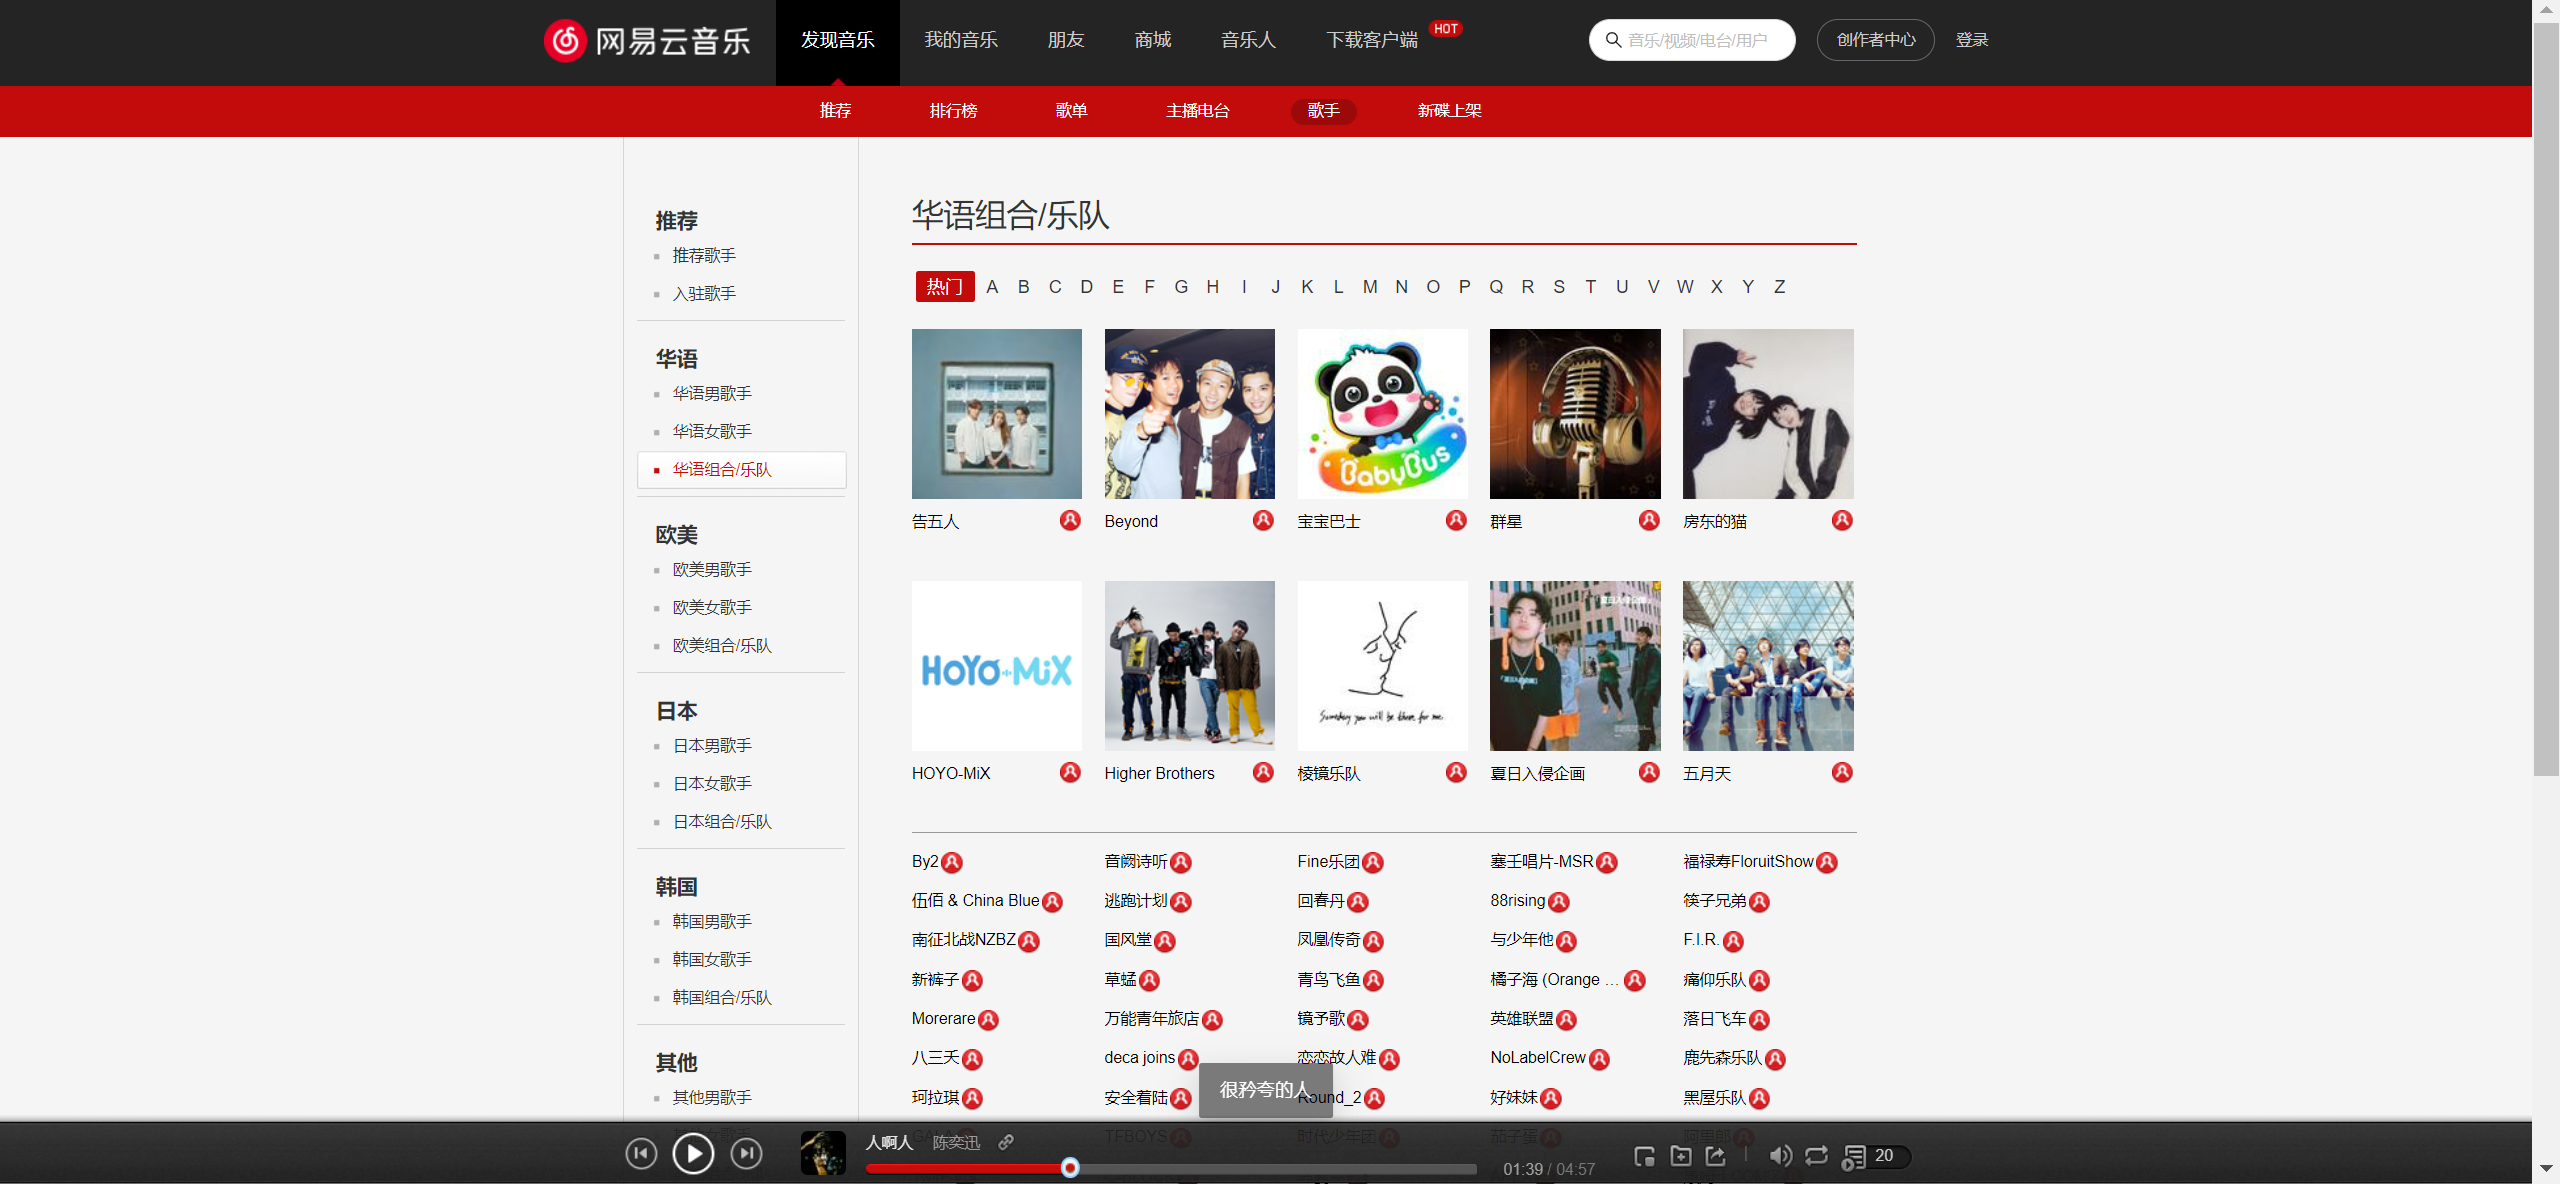 网易云音乐 发现音乐 我的音乐 朋友 商城 音乐人 下载客户端 HOT 音乐/视频/电台/用户 创作者中心 登录
推荐 排行榜 歌单 主播电台 歌手 新碟上架
推荐
推荐歌手
入驻歌手
华语
华语男歌手
华语女歌手
华语组合/乐队
欧美
欧美男歌手
欧美女歌手
欧美组合/乐队
日本
日本男歌手
日本女歌手
日本组合/乐队
韩国
韩国男歌手
韩国女歌手
韩国组合/乐队
其他
其他男歌手
华语组合/乐队
热门 A B C D E F G H I J K L M N O P Q R S T U V W X Y Z
BabyBus
告五人 Beyond 宝宝巴士 群星 房东的猫
HOYO-MiX
Someday you will be there for me.
夏日入侵企画
HOYO-MiX Higher Brothers 棱镜乐队 夏日入侵企画 五月天
By2 音阙诗听 Fine乐团 塞壬唱片-MSR 福禄寿FloruitShow
伍佰 & China Blue 逃跑计划 回春丹 88rising 筷子兄弟
南征北战NZBZ 国风堂 凤凰传奇 与少年他 F.I.R.
新裤子 草蜢 青鸟飞鱼 橘子海 (Orange ... 痛仰乐队
Morerare 万能青年旅店 镜予歌 英雄联盟 落日飞车
八三夭 deca joins 恋恋故人难 NoLabelCrew 鹿先森乐队
珂拉琪 安全着陆 Round_2 好妹妹 黑屋乐队
很矜夸的人
TFBOYS 时代少年团 茄子蛋 阿里郎
人啊人 陈奕迅
01:39 / 04:57
20